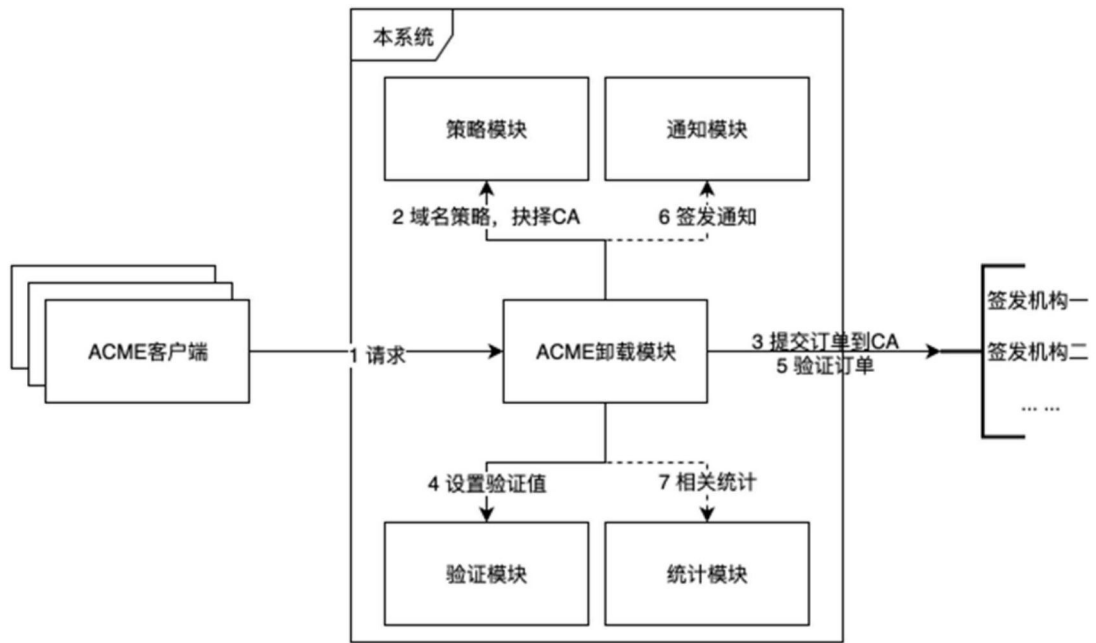 本系统
策略模块
通知模块
2 域名策略，抉择CA
6 签发通知
ACME客户端
1 请求
ACME卸载模块
3 提交订单到CA
5 验证订单
签发机构一
签发机构二
... ...
4 设置验证值
7 相关统计
验证模块
统计模块